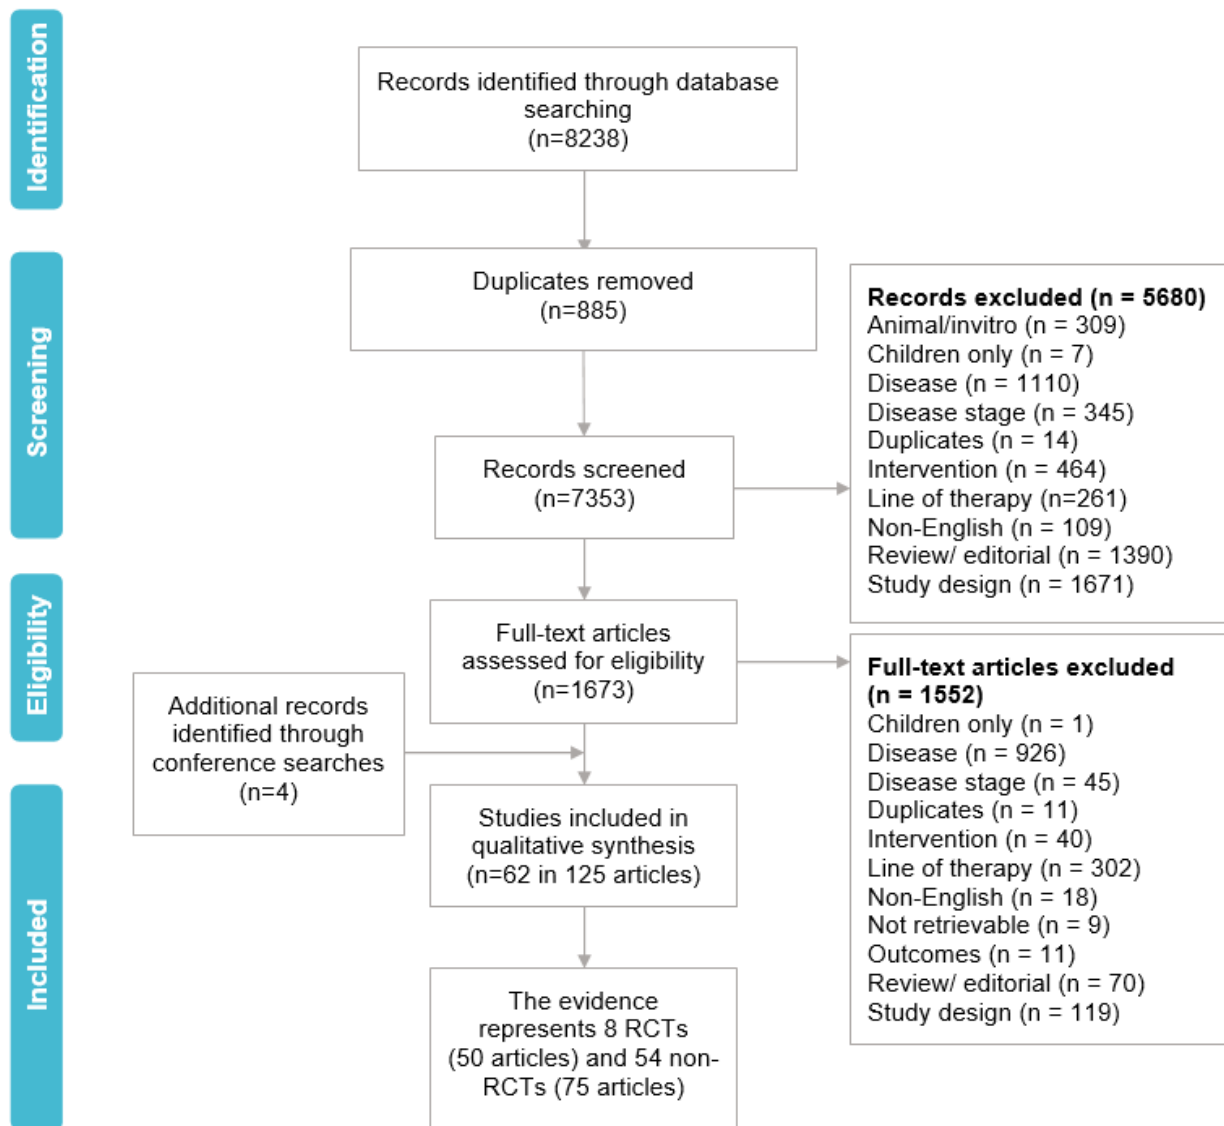 Identification
Records identified through database
searching
(n=8238)
Screening
Duplicates removed
(n=885)
Records excluded (n = 5680)
Animal/invitro (n = 309)
Children only (n = 7)
Disease (n = 1110)
Disease stage (n = 345)
Duplicates (n = 14)
Intervention (n = 464)
Line of therapy (n=261)
Non-English (n = 109)
Review/ editorial (n = 1390)
Study design (n = 1671)
Records screened
(n=7353)
Eligibility
Full-text articles
assessed for eligibility
(n=1673)
Full-text articles excluded
(n = 1552)
Children only (n = 1)
Disease (n = 926)
Disease stage (n = 45)
Duplicates (n = 11)
Intervention (n = 40)
Line of therapy (n = 302)
Non-English (n = 18)
Not retrievable (n = 9)
Outcomes (n = 11)
Review/ editorial (n = 70)
Study design (n = 119)
Additional records
identified through
conference searches
(n=4)
Included
Studies included in
qualitative synthesis
(n=62 in 125 articles)
The evidence
represents 8 RCTs
(50 articles) and 54 non-
RCTs (75 articles)